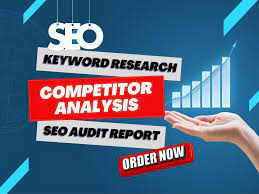 SEO
KEYWORD RESEARCH
COMPETITOR
ANALYSIS
SEO AUDIT REPORT
ORDER NOW